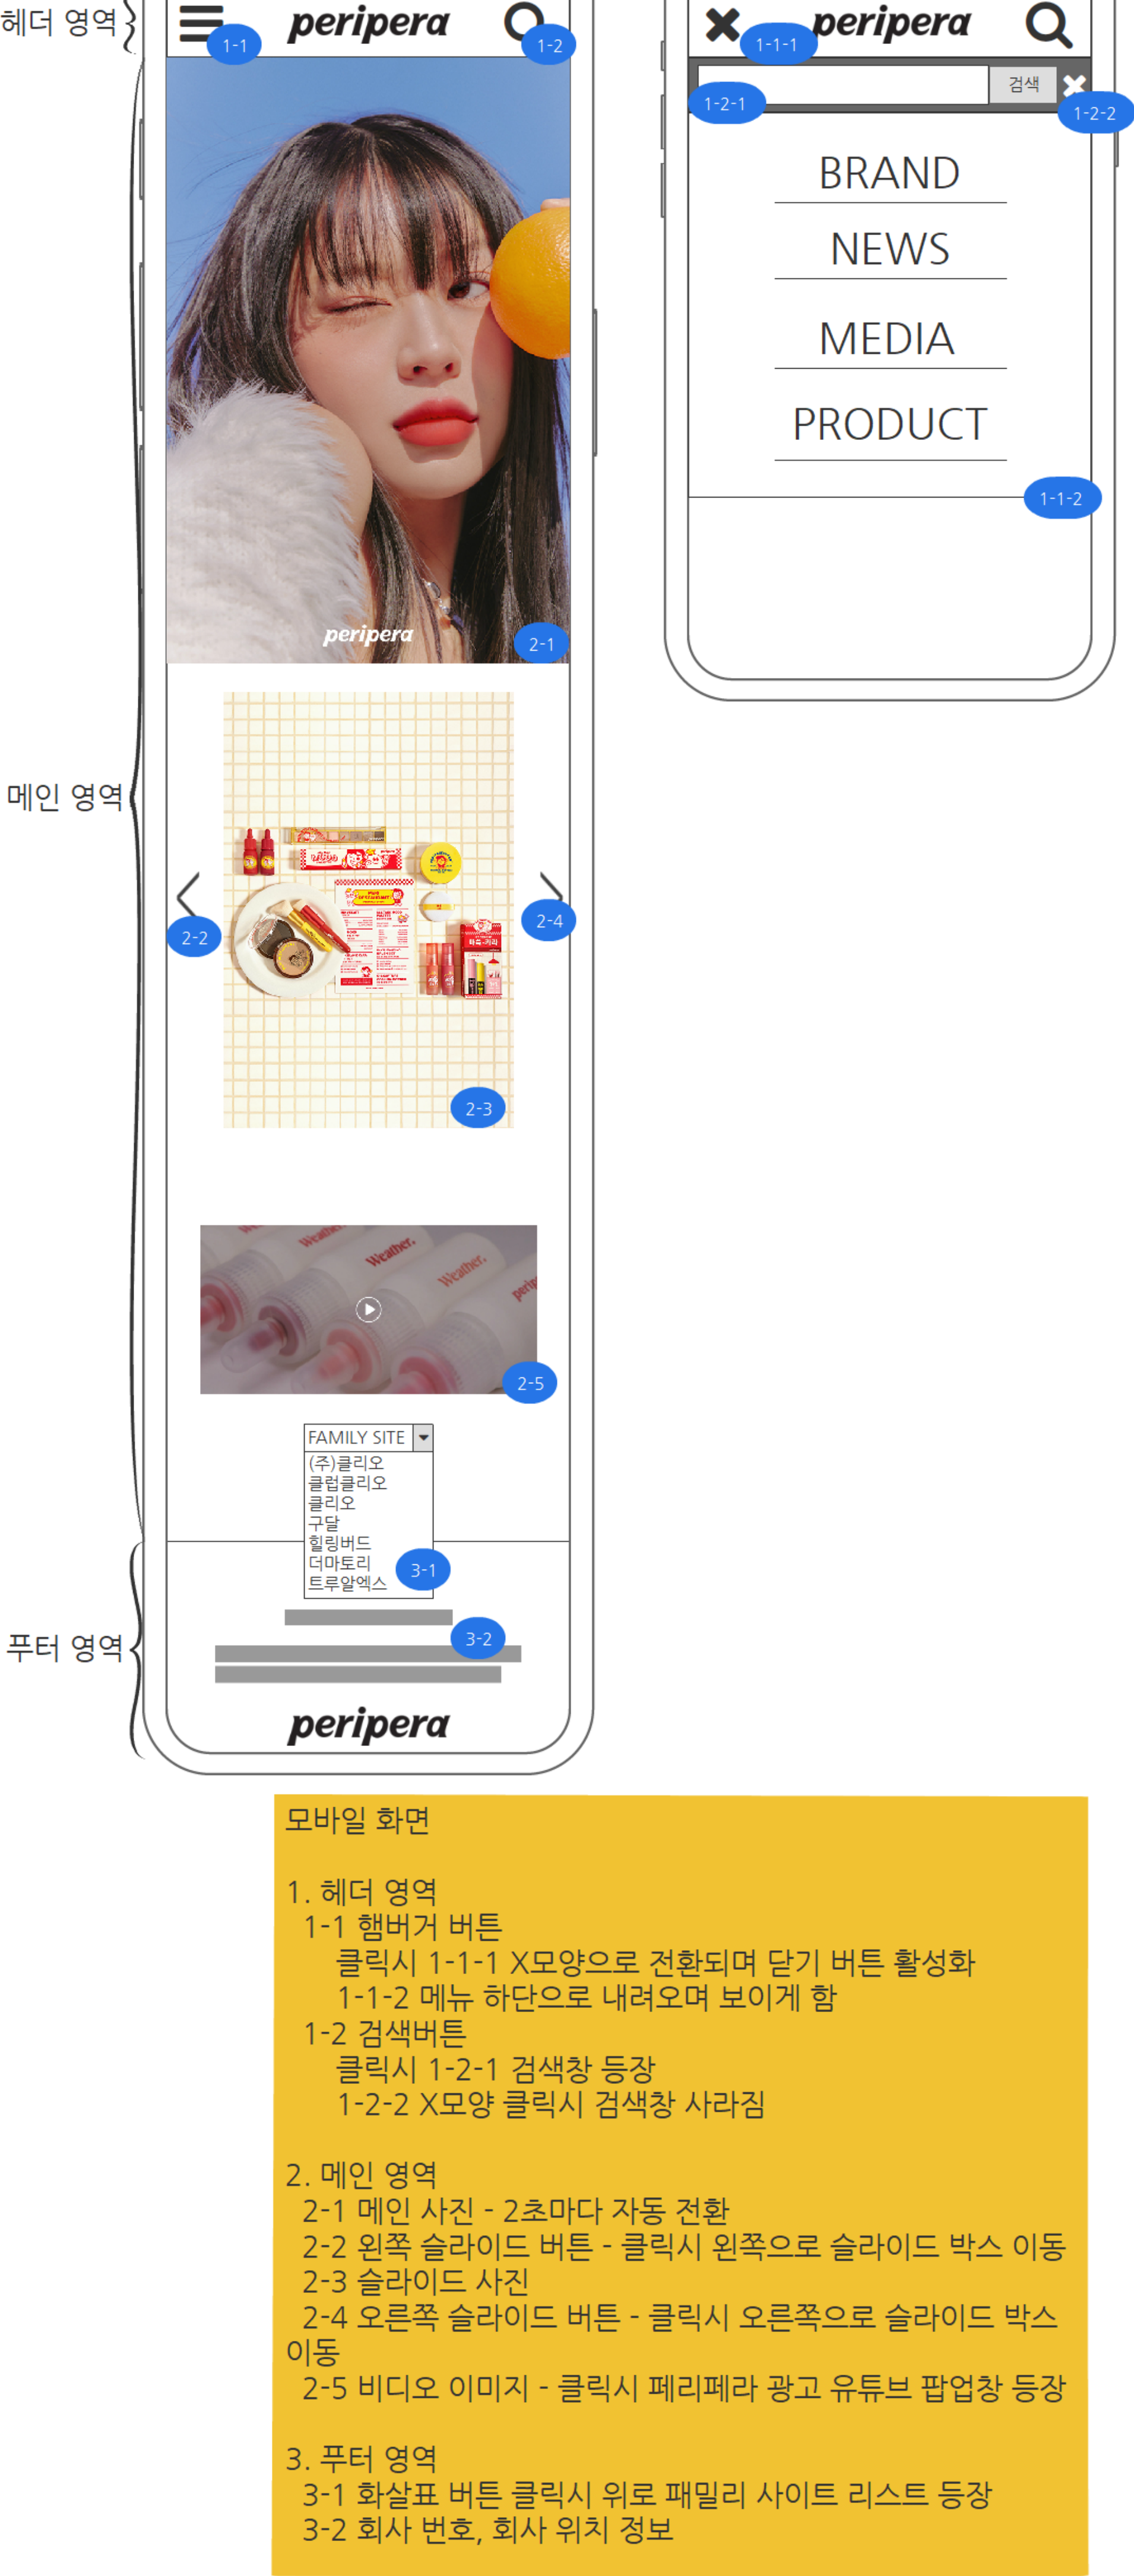 헤더 영역
peripera
1-1
1-2
peripera
1-1-1
검색
1-2-1
1-2-2
BRAND
NEWS
MEDIA
PRODUCT
1-1-2
peripera
2-1
메인 영역
2-2
2-4
2-3
Weather.
Weather.
2-5
FAMILY SITE
(주)클리오
클럽클리오
클리오
구달
힐링버드
더마토리
트루알엑스
3-1
3-2
푸터 영역
peripera
모바일 화면
1. 헤더 영역
1-1 햄버거 버튼
클릭시 1-1-1 X모양으로 전환되며 닫기 버튼 활성화
1-1-2 메뉴 하단으로 내려오며 보이게 함
1-2 검색버튼
클릭시 1-2-1 검색창 등장
1-2-2 X모양 클릭시 검색창 사라짐
2. 메인 영역
2-1 메인 사진 - 2초마다 자동 전환
2-2 왼쪽 슬라이드 버튼 - 클릭시 왼쪽으로 슬라이드 박스 이동
2-3 슬라이드 사진
2-4 오른쪽 슬라이드 버튼 - 클릭시 오른쪽으로 슬라이드 박스
이동
2-5 비디오 이미지 - 클릭시 페리페라 광고 유튜브 팝업창 등장
3. 푸터 영역
3-1 화살표 버튼 클릭시 위로 패밀리 사이트 리스트 등장
3-2 회사 번호, 회사 위치 정보